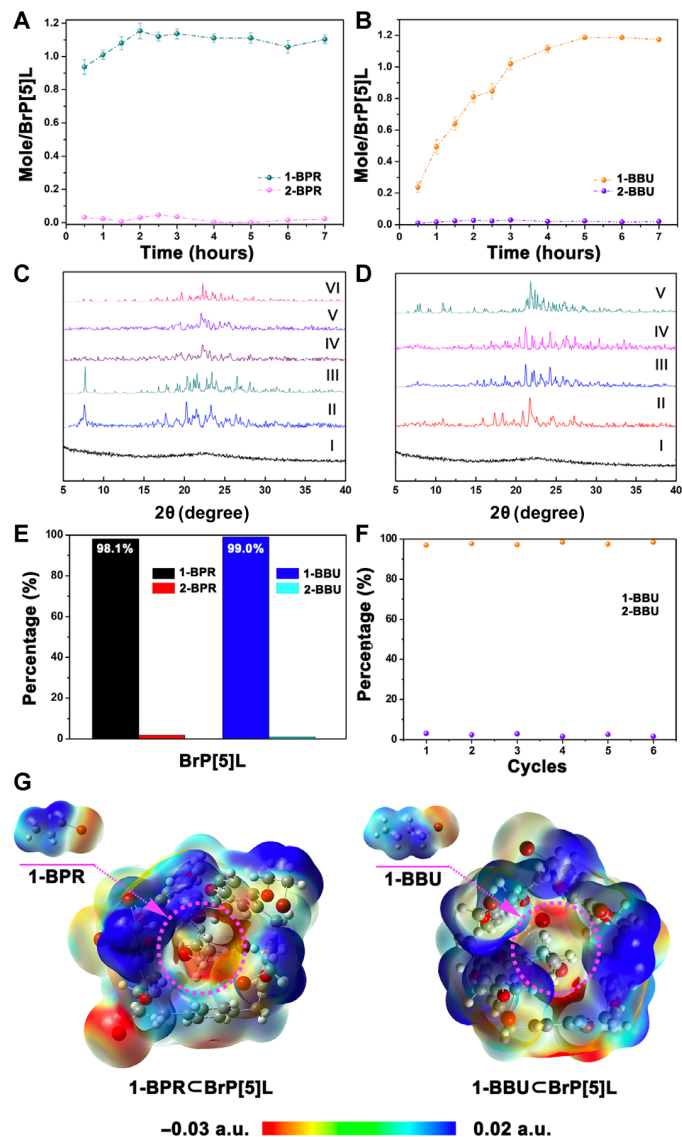 A
1.2
1.0
0.8
0.6
0.4
0.2
0.0
Mole/BrP[5]L
1-BPR
2-BPR
0 1 2 3 4 5 6 7
Time (hours)
B
1.2
1.0
0.8
0.6
0.4
0.2
0.0
Mole/BrP[5]L
1-BBU
2-BBU
0 1 2 3 4 5 6 7
Time (hours)
C
VI
V
IV
III
II
I
5 10 15 20 25 30 35 40
2θ (degree)
D
V
IV
III
II
I
5 10 15 20 25 30 35 40
2θ (degree)
E
100
80
60
40
20
0
Percentage (%)
98.1%
99.0%
1-BPR
2-BPR
1-BBU
2-BBU
BrP[5]L
F
100
80
60
40
20
0
Percentage (%)
1-BBU
2-BBU
1 2 3 4 5 6
Cycles
G
1-BPR
1-BBU
1-BPR⊂BrP[5]L
1-BBU⊂BrP[5]L
−0.03 a.u.
0.02 a.u.